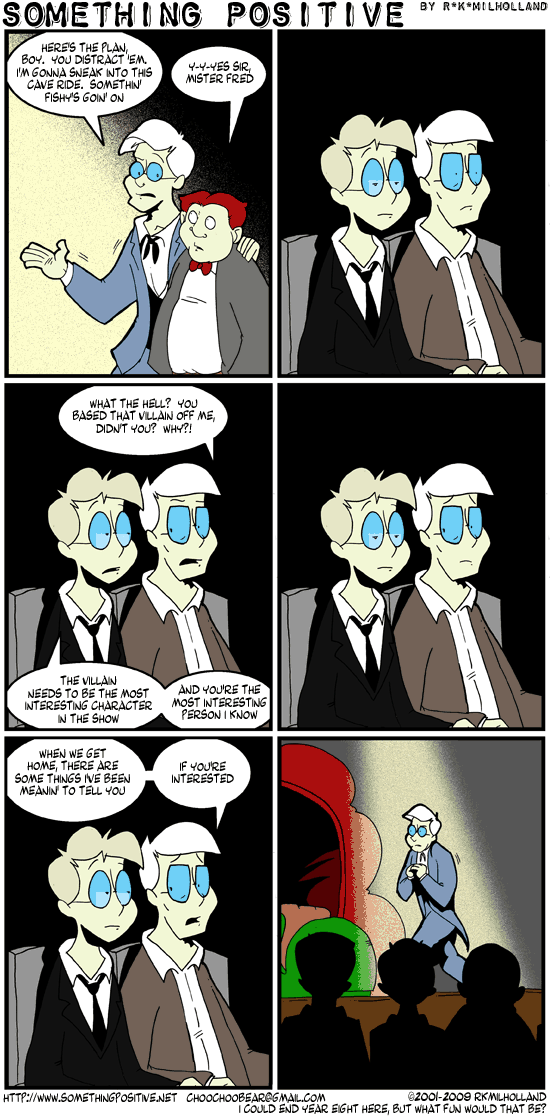 SOMETHING POSITIVE BY R*K*MILHOLLAND
HERE'S THE PLAN,
BOY. YOU DISTRACT 'EM.
I'M GONNA SNEAK INTO THIS
CAVE RIDE. SOMETHIN'
FISHY'S GOIN' ON
Y-Y-YES SIR,
MISTER FRED
WHAT THE HELL? YOU
BASED THAT VILLAIN OFF ME,
DIDN'T YOU? WHY?!
THE VILLAIN
NEEDS TO BE THE MOST
INTERESTING CHARACTER
IN THE SHOW
AND YOU'RE THE
MOST INTERESTING
PERSON I KNOW
WHEN WE GET
HOME, THERE ARE
SOME THINGS I'VE BEEN
MEANIN' TO TELL YOU
IF YOU'RE
INTERESTED
HTTP://WWW.SOMETHINGPOSITIVE.NET CHOOCHOOBEAR@GMAIL.COM ©2001-2009 RKMILHOLLAND
I COULD END YEAR EIGHT HERE, BUT WHAT FUN WOULD THAT BE?